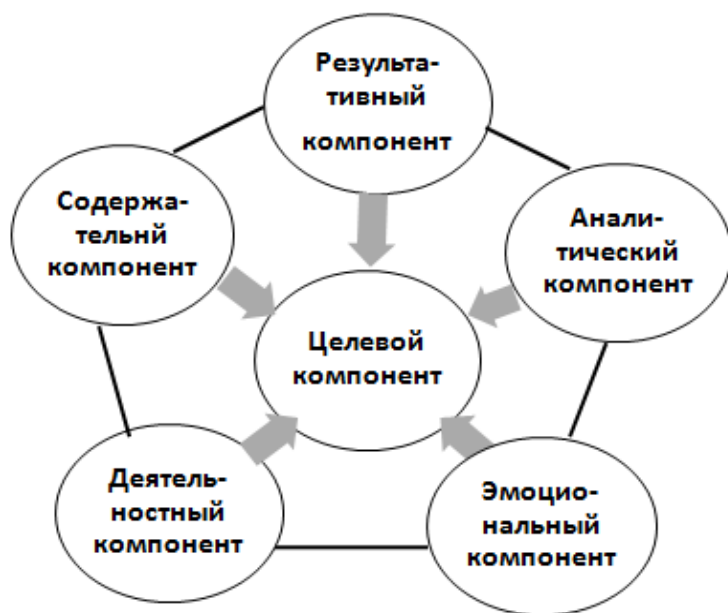 Результа-
тивный
компонент
Содержа-
тельнй
компонент
Анали-
тический
компонент
Целевой
компонент
Деятель-
ностный
компонент
Эмоцио-
нальный
компонент